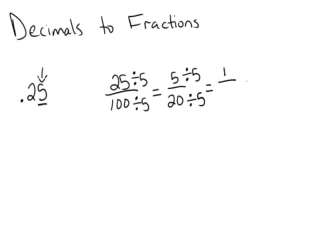 Decimals to Fractions
.25 25÷5/100÷5 = 5÷5/20÷5 = 1/